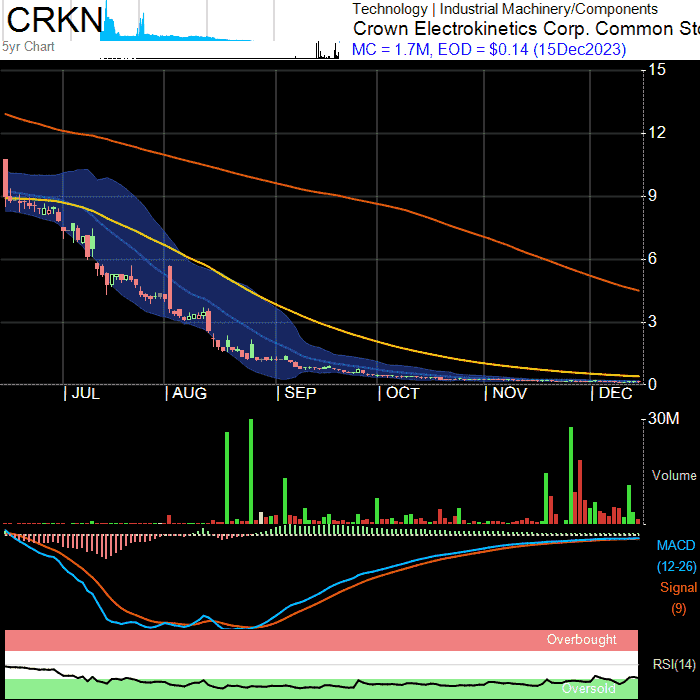 CRKN
5yr Chart
Technology | Industrial Machinery/Components
Crown Electrokinetics Corp. Common Sto
MC = 1.7M, EOD = $0.14 (15Dec2023)
15
12
9
6
3
0
JUL AUG SEP OCT NOV DEC
30M
Volume
MACD
(12-26)
Signal
(9)
Overbought
RSI(14)
Oversold